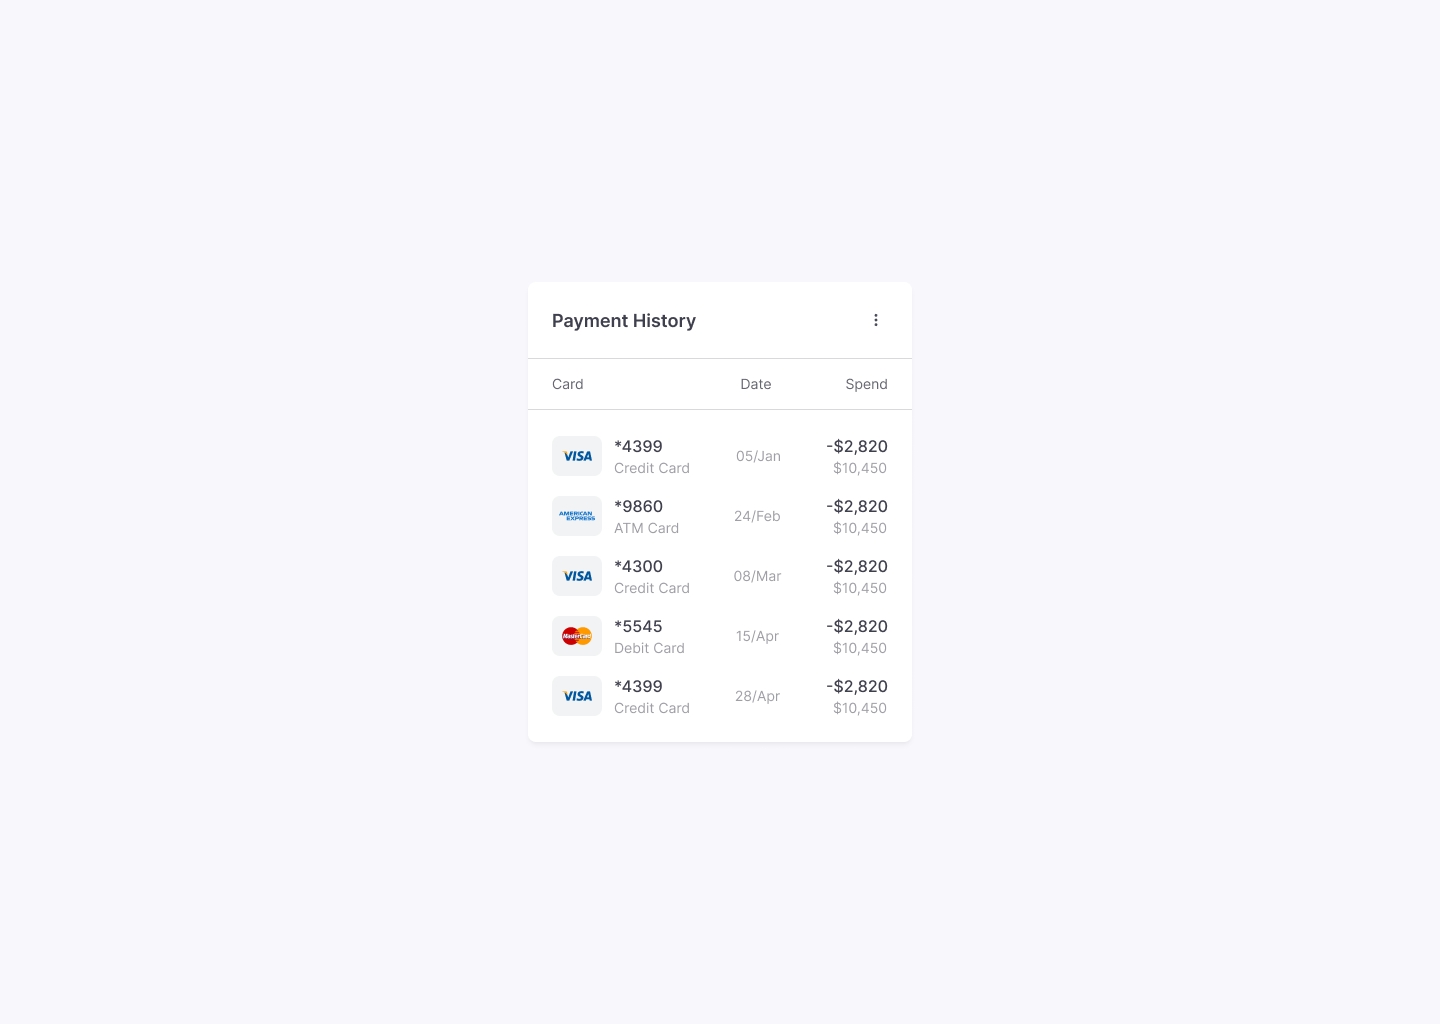 Payment History
Card Date Spend
VISA *4399 05/Jan -$2,820
Credit Card $10,450
AMERICAN EXPRESS *9860 24/Feb -$2,820
ATM Card $10,450
VISA *4300 08/Mar -$2,820
Credit Card $10,450
MasterCard *5545 15/Apr -$2,820
Debit Card $10,450
VISA *4399 28/Apr -$2,820
Credit Card $10,450